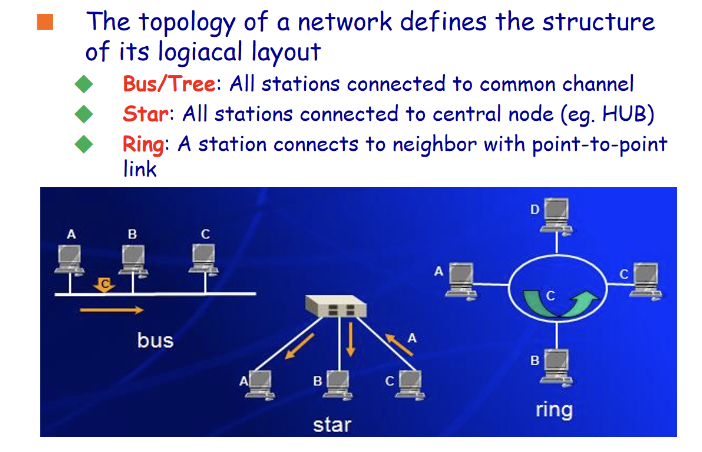 The topology of a network defines the structure
of its logiacal layout
Bus/Tree: All stations connected to common channel
Star: All stations connected to central node (eg. HUB)
Ring: A station connects to neighbor with point-to-point
link
A B C
C
bus
A
A B C
star
D
A C
C
B
ring